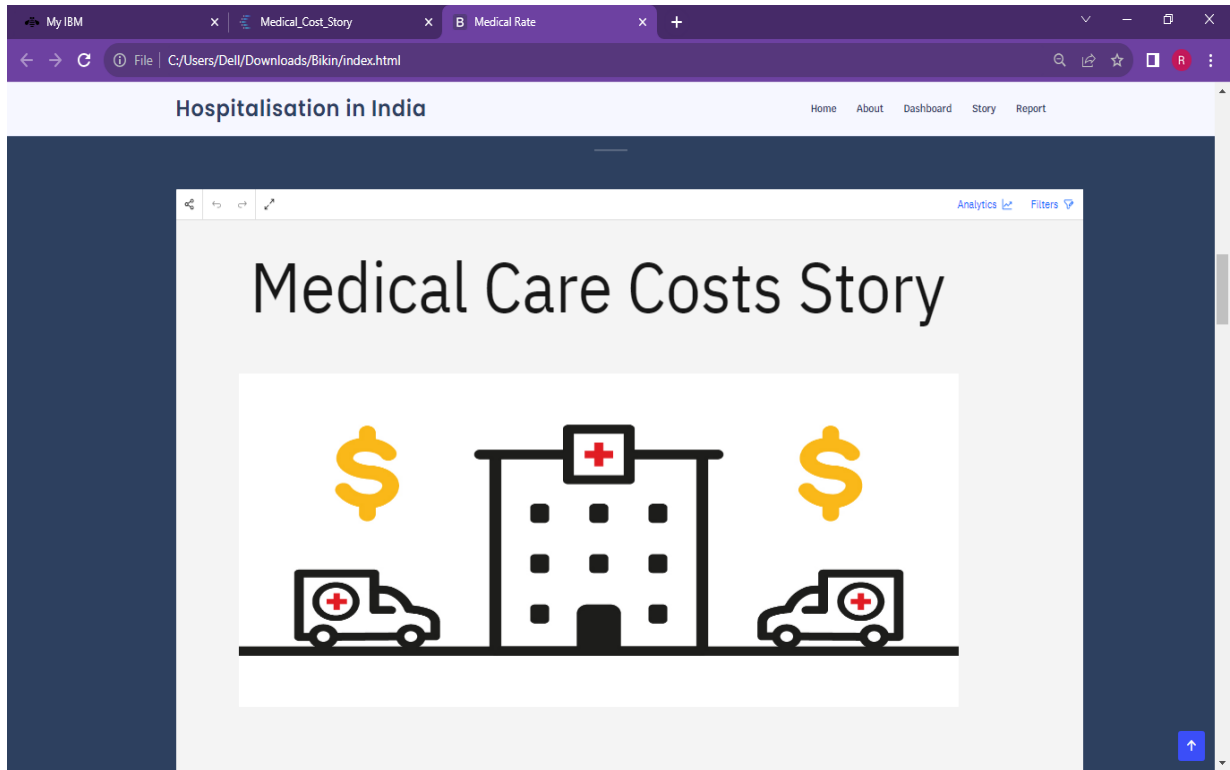 My IBM
Medical_Cost_Story
B Medical Rate
File C:/Users/Dell/Downloads/Bikin/index.html
R
Hospitalisation in India
Home About Dashboard Story Report
Analytics Filters
Medical Care Costs Story
$ $